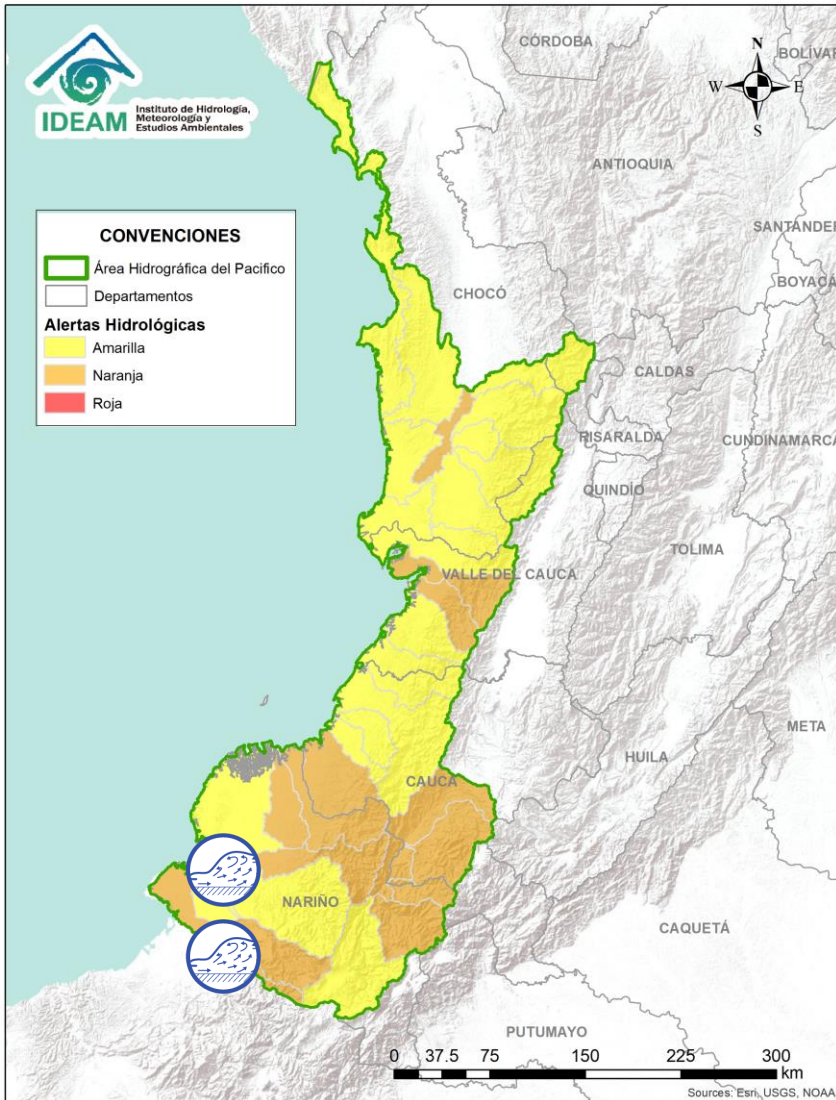 IDEAM
Instituto de Hidrología,
Meteorología y
Estudios Ambientales
N
W
E
S
CÓRDOBA
BOLÍVAR
ANTIOQUIA
SANTANDER
BOYACÁ
CHOCÓ
CALDAS
RISARALDA
CUNDINAMARCA
QUINDÍO
TOLIMA
VALLE DEL CAUCA
META
HUILA
CAUCA
NARIÑO
CAQUETÁ
PUTUMAYO
CONVENCIONES
Área Hidrográfica del Pacifico
Departamentos
Alertas Hidrológicas
Amarilla
Naranja
Roja
0 37.5 75 150 225 300
km
Sources: Esri, USGS, NOAA